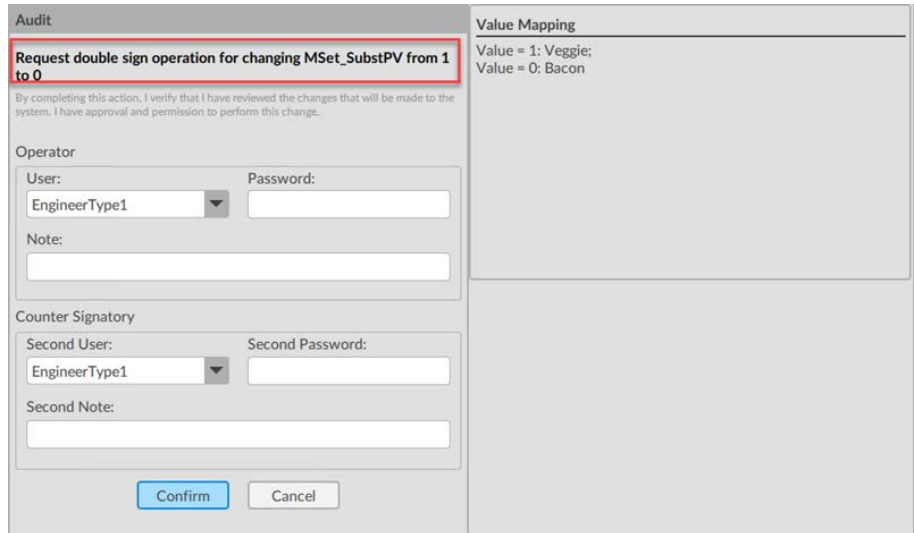 Audit
Request double sign operation for changing MSet_SubstPV from 1
to 0
By completing this action, I verify that I have reviewed the changes that will be made to the
system. I have approval and permission to perform this change.
Operator
User:
Password:
EngineerType1
Note:
Counter Signatory
Second User:
Second Password:
EngineerType1
Second Note:
Confirm
Cancel
Value Mapping
Value = 1: Veggie;
Value = 0: Bacon